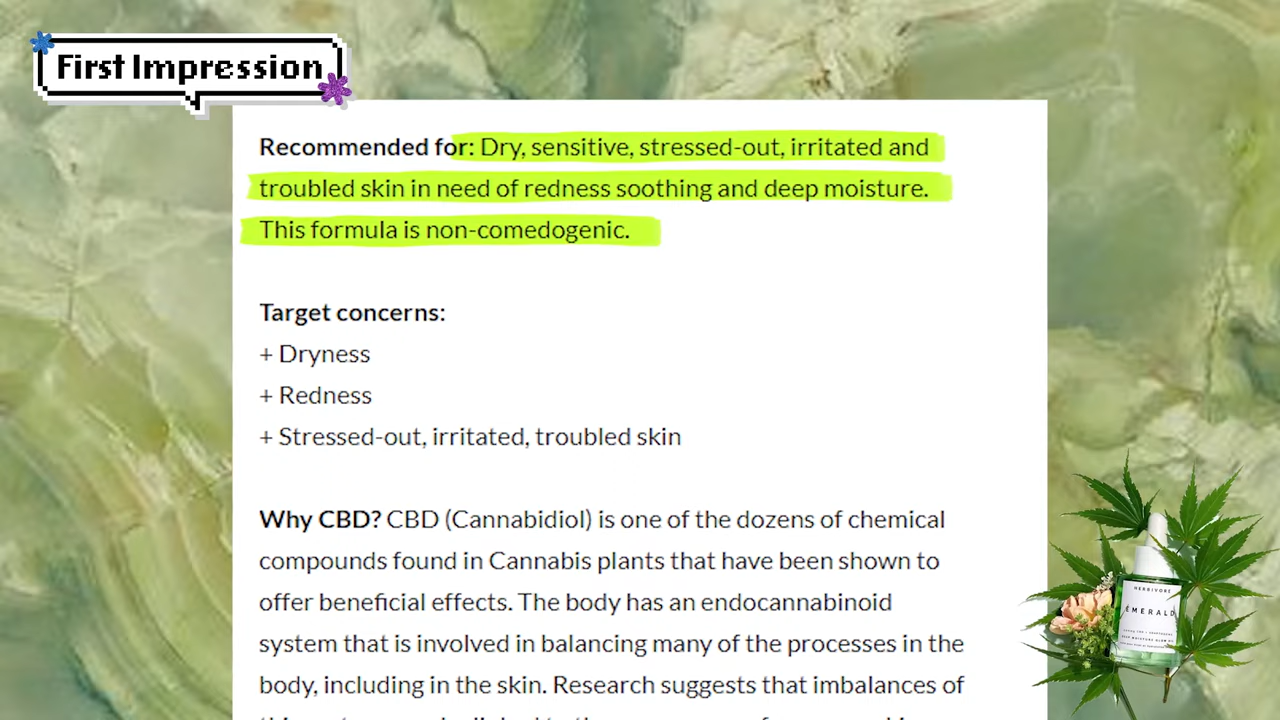 First Impression
Recommended for: Dry, sensitive, stressed-out, irritated and
troubled skin in need of redness soothing and deep moisture.
This formula is non-comedogenic.
Target concerns:
+ Dryness
+ Redness
+ Stressed-out, irritated, troubled skin
Why CBD? CBD (Cannabidiol) is one of the dozens of chemical
compounds found in Cannabis plants that have been shown to
offer beneficial effects. The body has an endocannabinoid
system that is involved in balancing many of the processes in the
body, including in the skin. Research suggests that imbalances of
HERBIVORE
EMERALD
DEEP MOISTURE GLOW OIL